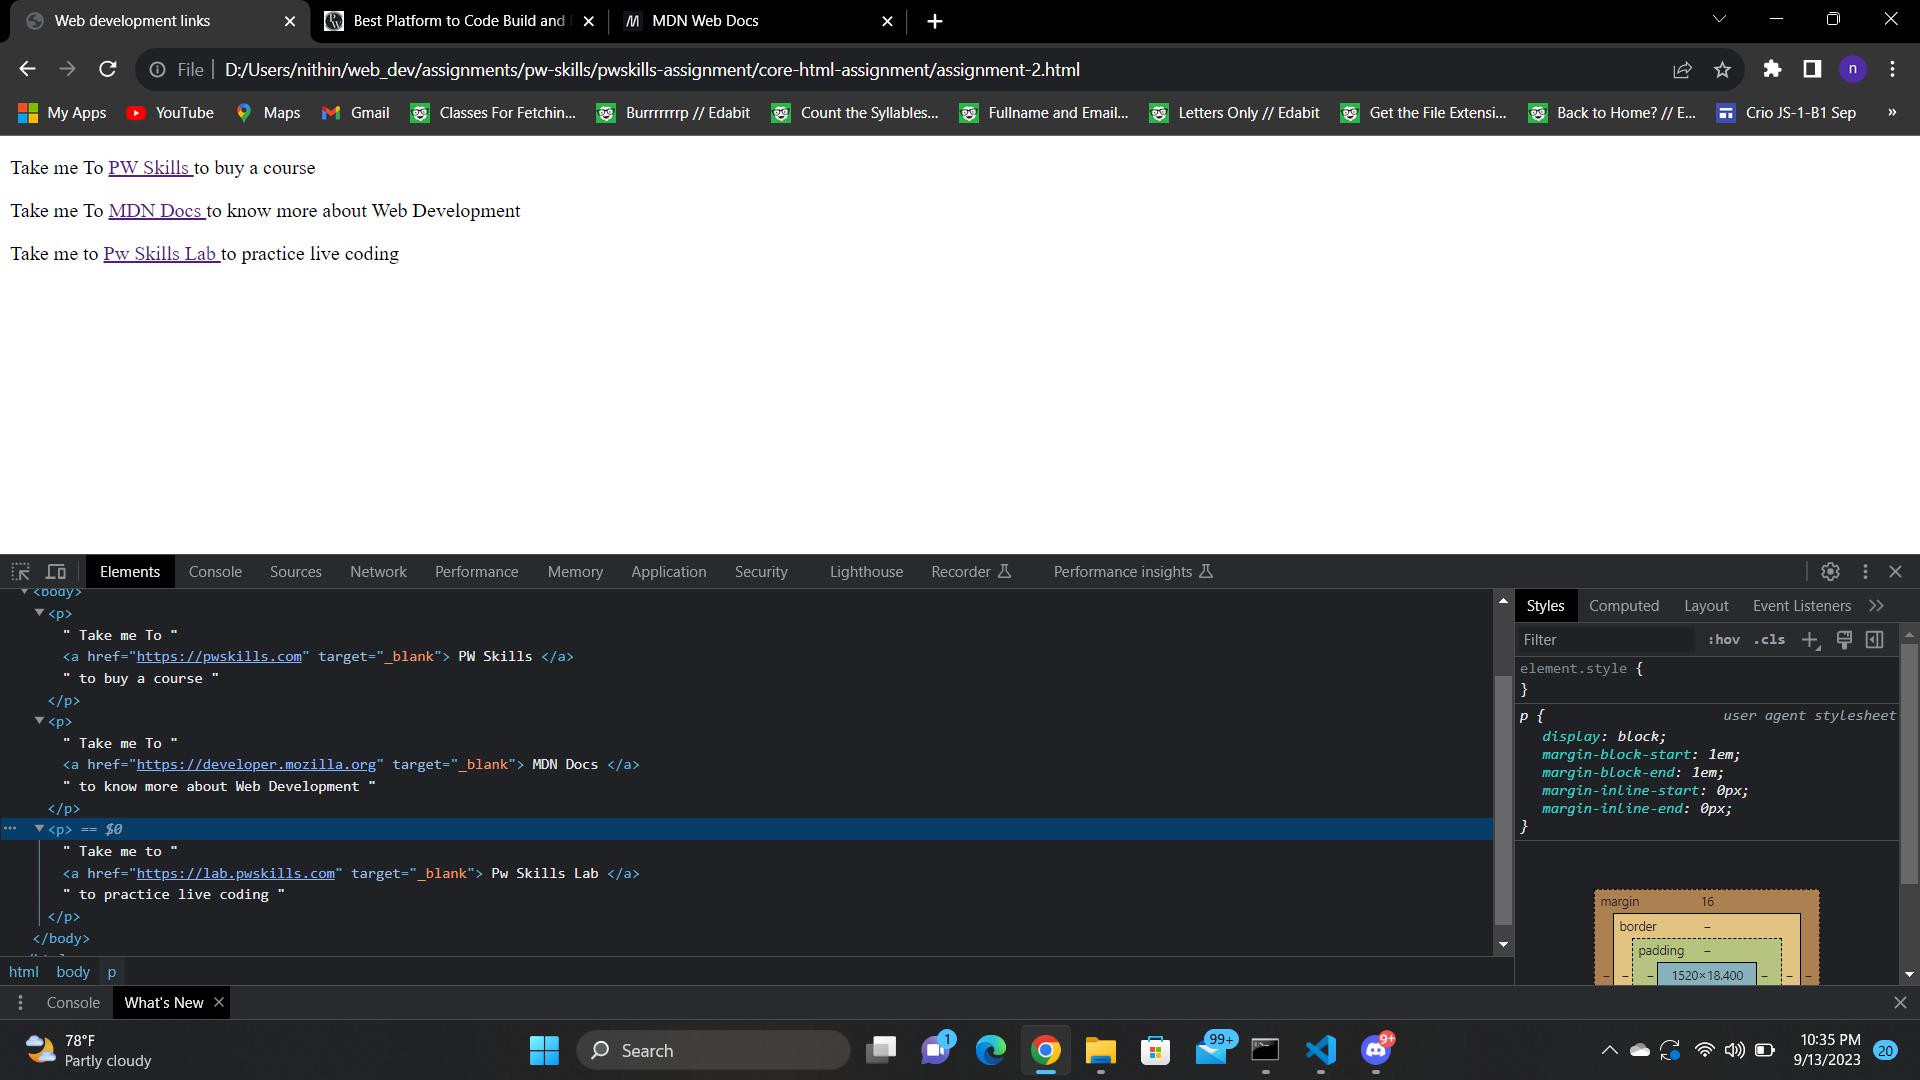 Web development links
Best Platform to Code Build and
MDN Web Docs
File
D:/Users/nithin/web_dev/assignments/pw-skills/pwskills-assignment/core-html-assignment/assignment-2.html
n
My Apps
YouTube
Maps
Gmail
Classes For Fetchin...
Burrrrrrrp // Edabit
Count the Syllables...
Fullname and Email...
Letters Only // Edabit
Get the File Extensi...
Back to Home? // E...
Crio JS-1-B1 Sep
»
Take me To PW Skills to buy a course
Take me To MDN Docs to know more about Web Development
Take me to Pw Skills Lab to practice live coding
Elements Console Sources Network Performance Memory Application Security Lighthouse Recorder Performance insights
<body>
<p>
" Take me To "
<a href="https://pwskills.com" target="_blank"> PW Skills </a>
" to buy a course "
</p>
<p>
" Take me To "
<a href="https://developer.mozilla.org" target="_blank"> MDN Docs </a>
" to know more about Web Development "
</p>
<p> == $0
" Take me to "
<a href="https://lab.pwskills.com" target="_blank"> Pw Skills Lab </a>
" to practice live coding "
</p>
</body>
html body p
Styles Computed Layout Event Listeners
Filter :hov .cls
element.style {
}
p { user agent stylesheet
display: block;
margin-block-start: 1em;
margin-block-end: 1em;
margin-inline-start: 0px;
margin-inline-end: 0px;
}
margin 16
border –
padding –
– – – 1520×18.400 – – –
Console What's New
78°F
Partly cloudy
Search
1
99+
9+
10:35 PM
9/13/2023
20